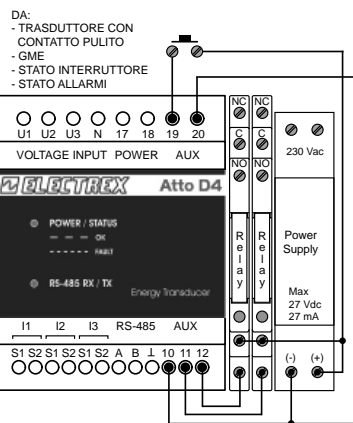 DA:
- TRASDUTTORE CON
CONTATTO PULITO
- GME
- STATO INTERRUTTORE
- STATO ALLARMI
NC NC
U1 U2 U3 N 17 18 19 20
C C
230 Vac
VOLTAGE INPUT POWER AUX
NO NO
ELECTREX Atto D4
POWER / STATUS
OK
FAULT
RS-485 RX / TX
Energy Transducer
Relay Relay
Power
Supply
Max
27 Vdc
27 mA
I1 I2 I3 RS-485 AUX
S1 S2 S1 S2 S1 S2 A B ⊥ 10 11 12
(-) (+)